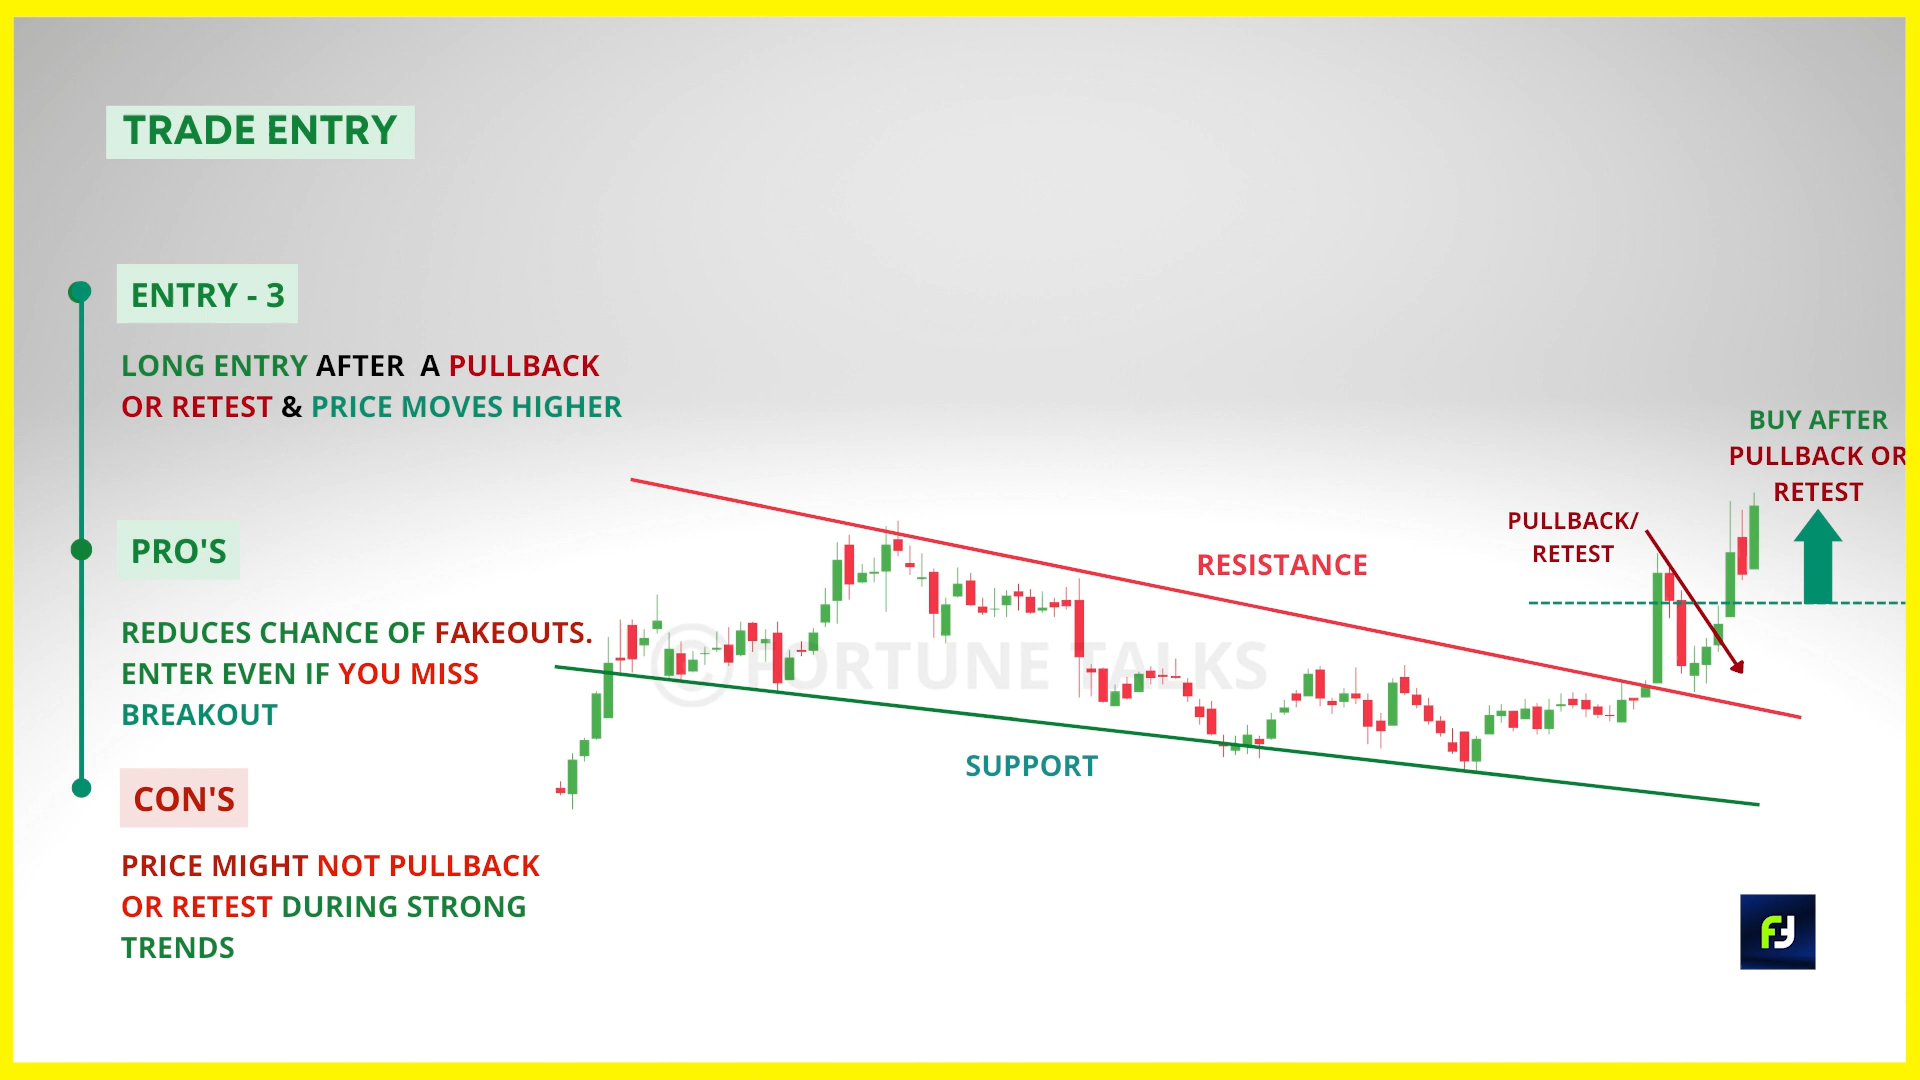 TRADE ENTRY
ENTRY - 3
LONG ENTRY AFTER A PULLBACK
OR RETEST & PRICE MOVES HIGHER
PRO'S
REDUCES CHANCE OF FAKEOUTS.
ENTER EVEN IF YOU MISS
BREAKOUT
CON'S
PRICE MIGHT NOT PULLBACK
OR RETEST DURING STRONG
TRENDS
BUY AFTER
PULLBACK OR
RETEST
PULLBACK/
RETEST
RESISTANCE
© FORTUNE TALKS
SUPPORT